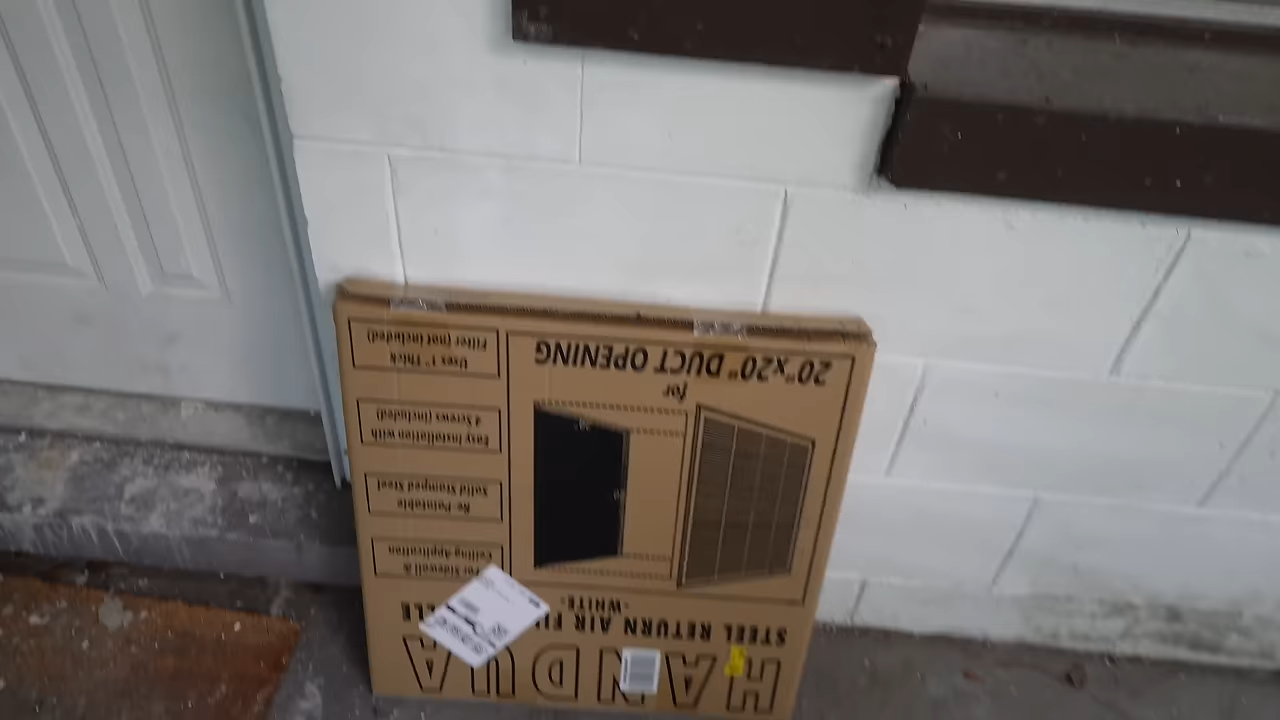 HANDUA
STEEL RETURN AIR
-WHITE-
For Sidewall &
Ceiling Application
Re-Paintable
Solid Stamped Steel
Easy Installation with
4 Screws (included)
Uses 1" Thick
Filter (not included)
for
20"x20" DUCT OPENING